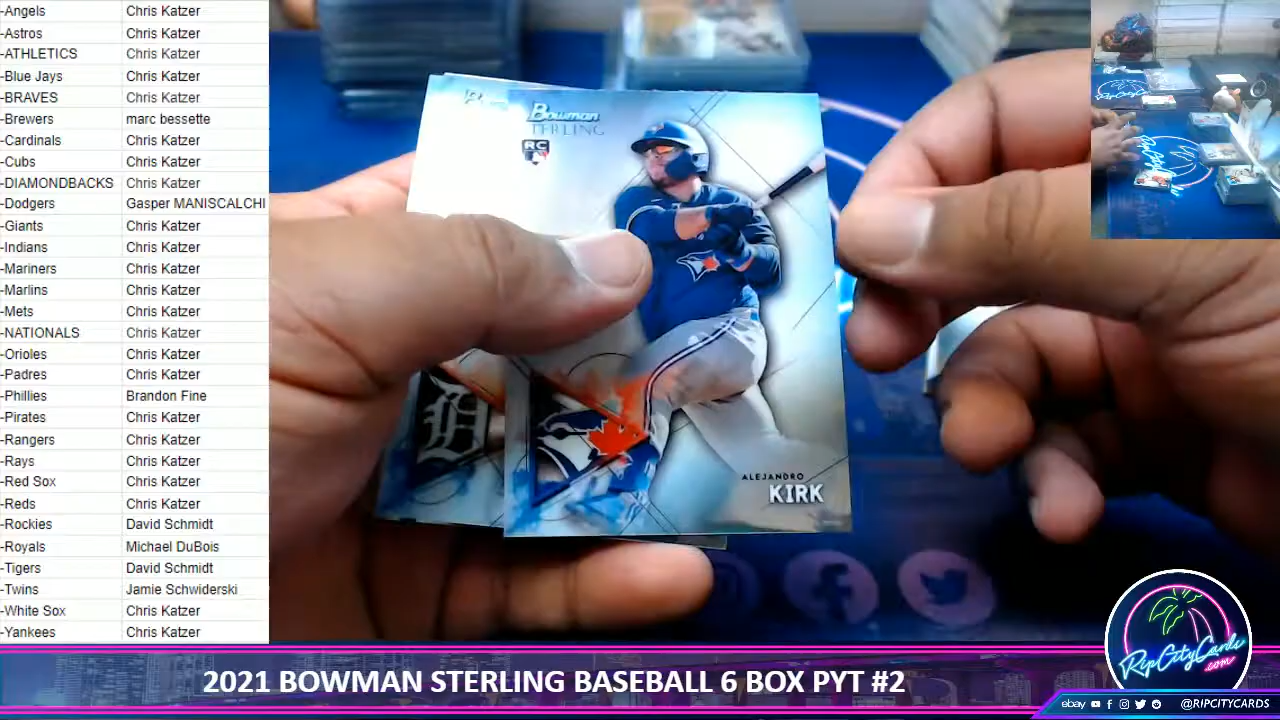 -Angels Chris Katzer
-Astros Chris Katzer
-ATHLETICS Chris Katzer
-Blue Jays Chris Katzer
-BRAVES Chris Katzer
-Brewers marc bessette
-Cardinals Chris Katzer
-Cubs Chris Katzer
-DIAMONDBACKS Chris Katzer
-Dodgers Gasper MANISCALCHI
-Giants Chris Katzer
-Indians Chris Katzer
-Mariners Chris Katzer
-Marlins Chris Katzer
-Mets Chris Katzer
-NATIONALS Chris Katzer
-Orioles Chris Katzer
-Padres Chris Katzer
-Phillies Brandon Fine
-Pirates Chris Katzer
-Rangers Chris Katzer
-Rays Chris Katzer
-Red Sox Chris Katzer
-Reds Chris Katzer
-Rockies David Schmidt
-Royals Michael DuBois
-Tigers David Schmidt
-Twins Jamie Schwiderski
-White Sox Chris Katzer
-Yankees Chris Katzer
Bowman
STERLING
RC
ALEJANDRO
KIRK
2021 BOWMAN STERLING BASEBALL 6 BOX PYT #2
RipCityCards
.com
ebay @RIPCITYCARDS